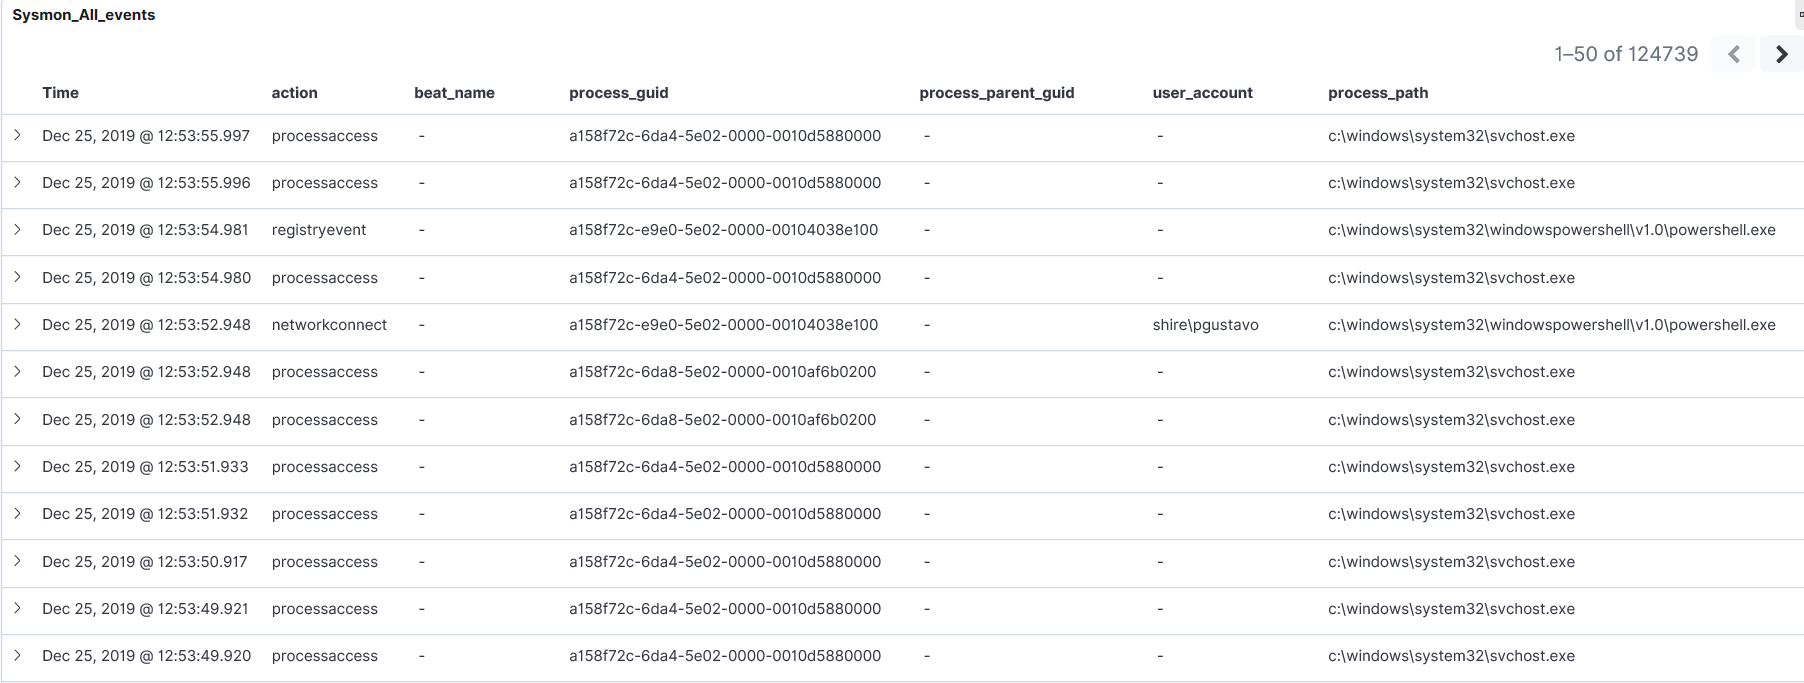 Sysmon_All_events
1–50 of 124739
Time action beat_name process_guid process_parent_guid user_account process_path
Dec 25, 2019 @ 12:53:55.997 processaccess - a158f72c-6da4-5e02-0000-0010d5880000 - - c:\windows\system32\svchost.exe
Dec 25, 2019 @ 12:53:55.996 processaccess - a158f72c-6da4-5e02-0000-0010d5880000 - - c:\windows\system32\svchost.exe
Dec 25, 2019 @ 12:53:54.981 registryevent - a158f72c-e9e0-5e02-0000-00104038e100 - - c:\windows\system32\windowspowershell\v1.0\powershell.exe
Dec 25, 2019 @ 12:53:54.980 processaccess - a158f72c-6da4-5e02-0000-0010d5880000 - - c:\windows\system32\svchost.exe
Dec 25, 2019 @ 12:53:52.948 networkconnect - a158f72c-e9e0-5e02-0000-00104038e100 - shire\pgustavo c:\windows\system32\windowspowershell\v1.0\powershell.exe
Dec 25, 2019 @ 12:53:52.948 processaccess - a158f72c-6da8-5e02-0000-0010af6b0200 - - c:\windows\system32\svchost.exe
Dec 25, 2019 @ 12:53:52.948 processaccess - a158f72c-6da8-5e02-0000-0010af6b0200 - - c:\windows\system32\svchost.exe
Dec 25, 2019 @ 12:53:51.933 processaccess - a158f72c-6da4-5e02-0000-0010d5880000 - - c:\windows\system32\svchost.exe
Dec 25, 2019 @ 12:53:51.932 processaccess - a158f72c-6da4-5e02-0000-0010d5880000 - - c:\windows\system32\svchost.exe
Dec 25, 2019 @ 12:53:50.917 processaccess - a158f72c-6da4-5e02-0000-0010d5880000 - - c:\windows\system32\svchost.exe
Dec 25, 2019 @ 12:53:49.921 processaccess - a158f72c-6da4-5e02-0000-0010d5880000 - - c:\windows\system32\svchost.exe
Dec 25, 2019 @ 12:53:49.920 processaccess - a158f72c-6da4-5e02-0000-0010d5880000 - - c:\windows\system32\svchost.exe